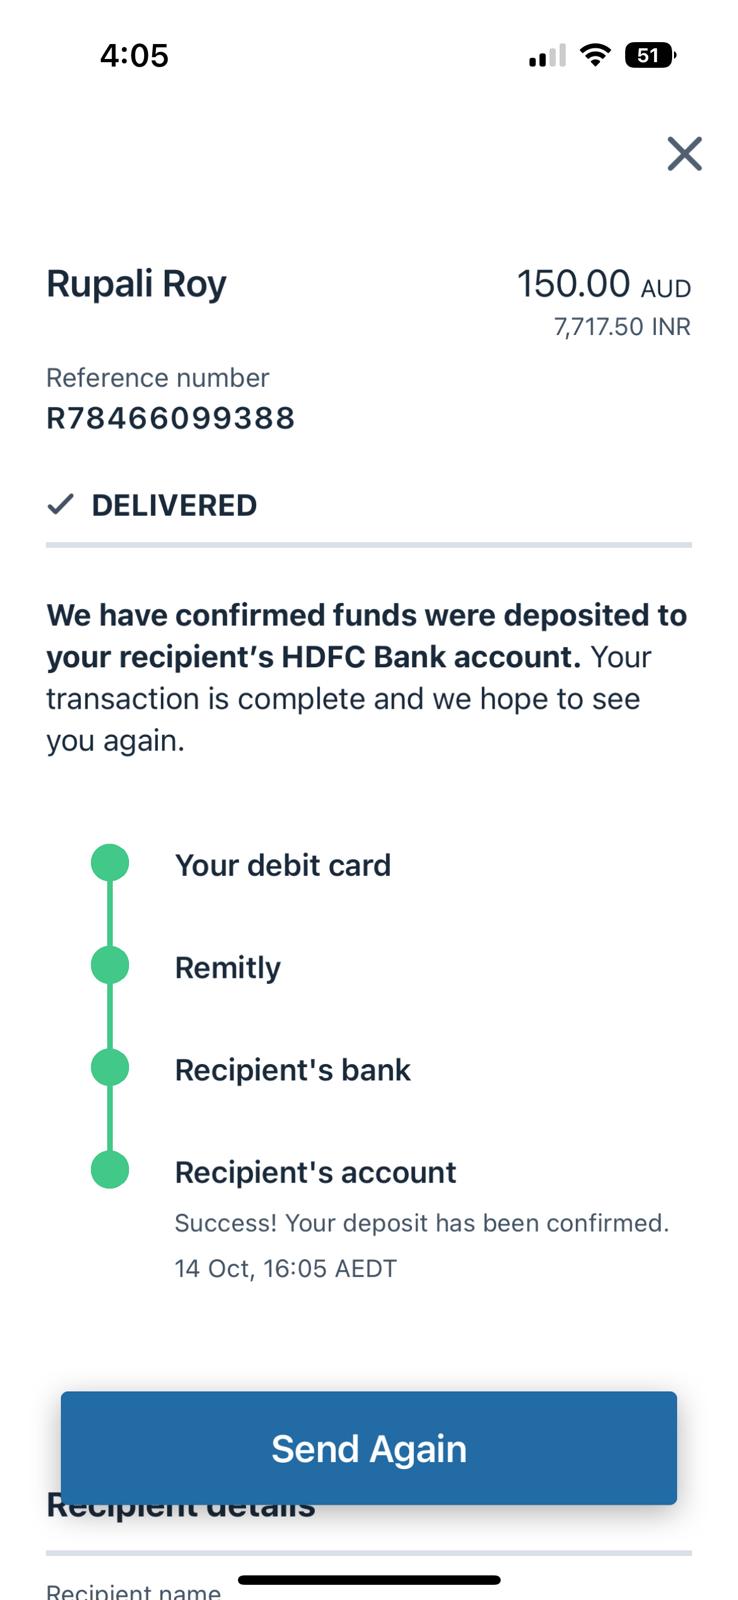 4:05
51
Rupali Roy
150.00 AUD
7,717.50 INR
Reference number
R78466099388
DELIVERED
We have confirmed funds were deposited to
your recipient’s HDFC Bank account. Your
transaction is complete and we hope to see
you again.
Your debit card
Remitly
Recipient's bank
Recipient's account
Success! Your deposit has been confirmed.
14 Oct, 16:05 AEDT
Send Again
Recipient details
Recipient name